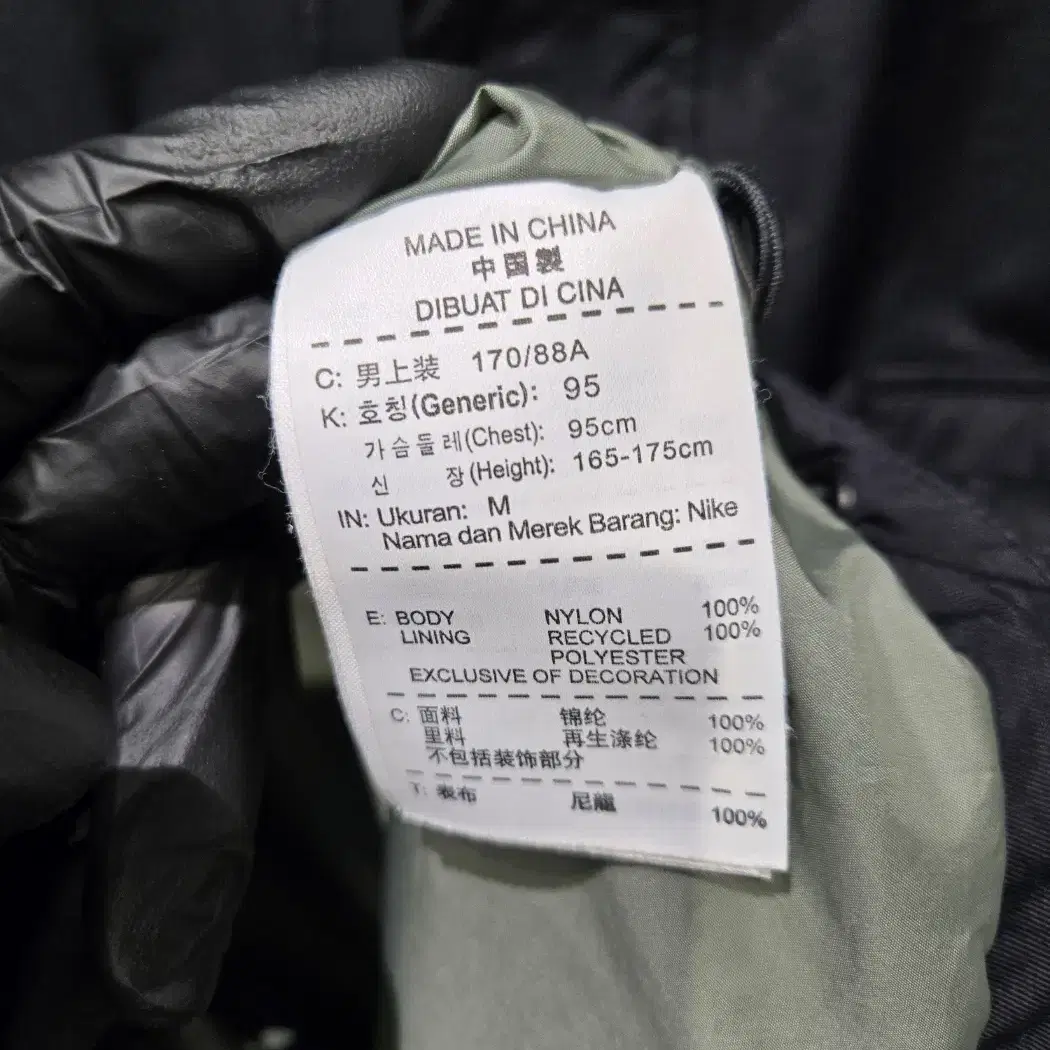 MADE IN CHINA
中国製
DIBUAT DI CINA
C: 男上装 170/88A
K: 호칭(Generic): 95
가슴둘레(Chest): 95cm
신 장(Height): 165-175cm
IN: Ukuran: M
Nama dan Merek Barang: Nike
E: BODY NYLON 100%
LINING RECYCLED 100%
POLYESTER
EXCLUSIVE OF DECORATION
C: 面料 锦纶 100%
里料 再生涤纶 100%
不包括装饰部分
T: 表布 尼龍 100%